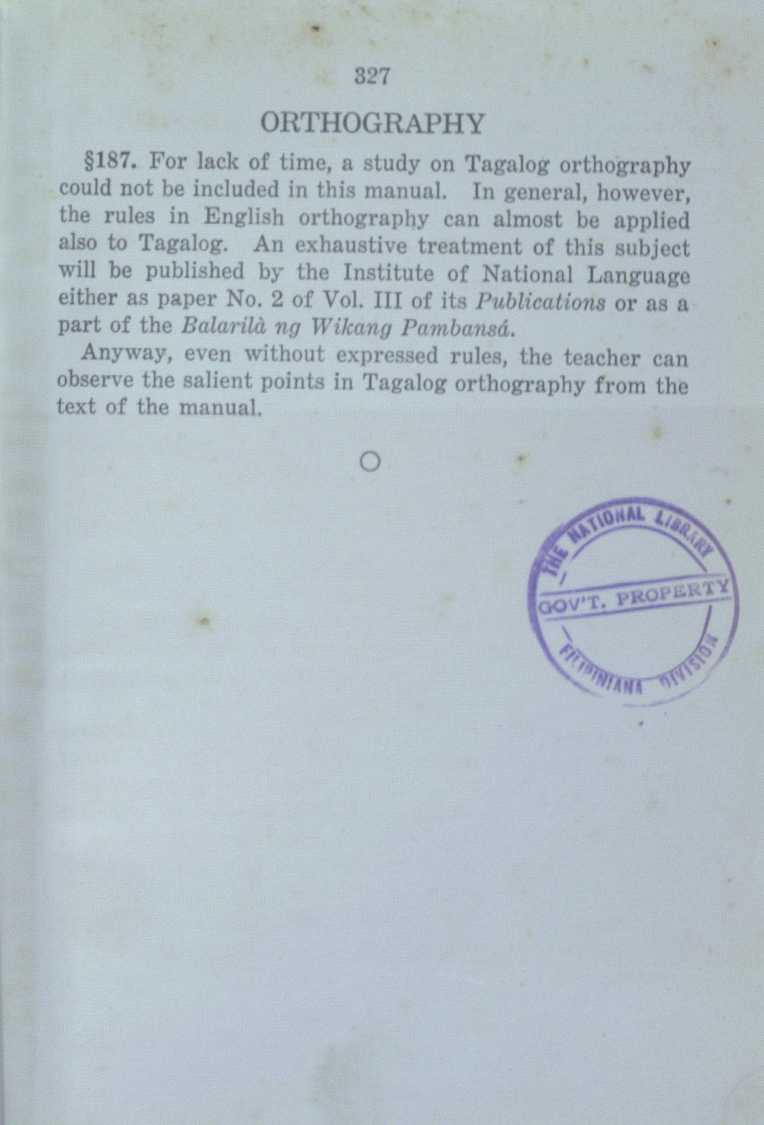 327
ORTHOGRAPHY
§187. For lack of time, a study on Tagalog orthography
could not be included in this manual. In general, however,
the rules in English orthography can almost be applied
also to Tagalog. An exhaustive treatment of this subject
will be published by the Institute of National Language
either as paper No. 2 of Vol. III of its Publications or as a
part of the Balarilà ng Wikang Pambansá.
Anyway, even without expressed rules, the teacher can
observe the salient points in Tagalog orthography from the
text of the manual.
THE NATIONAL LIBRARY
GOV'T. PROPERTY
FILIPINIANA DIVISION